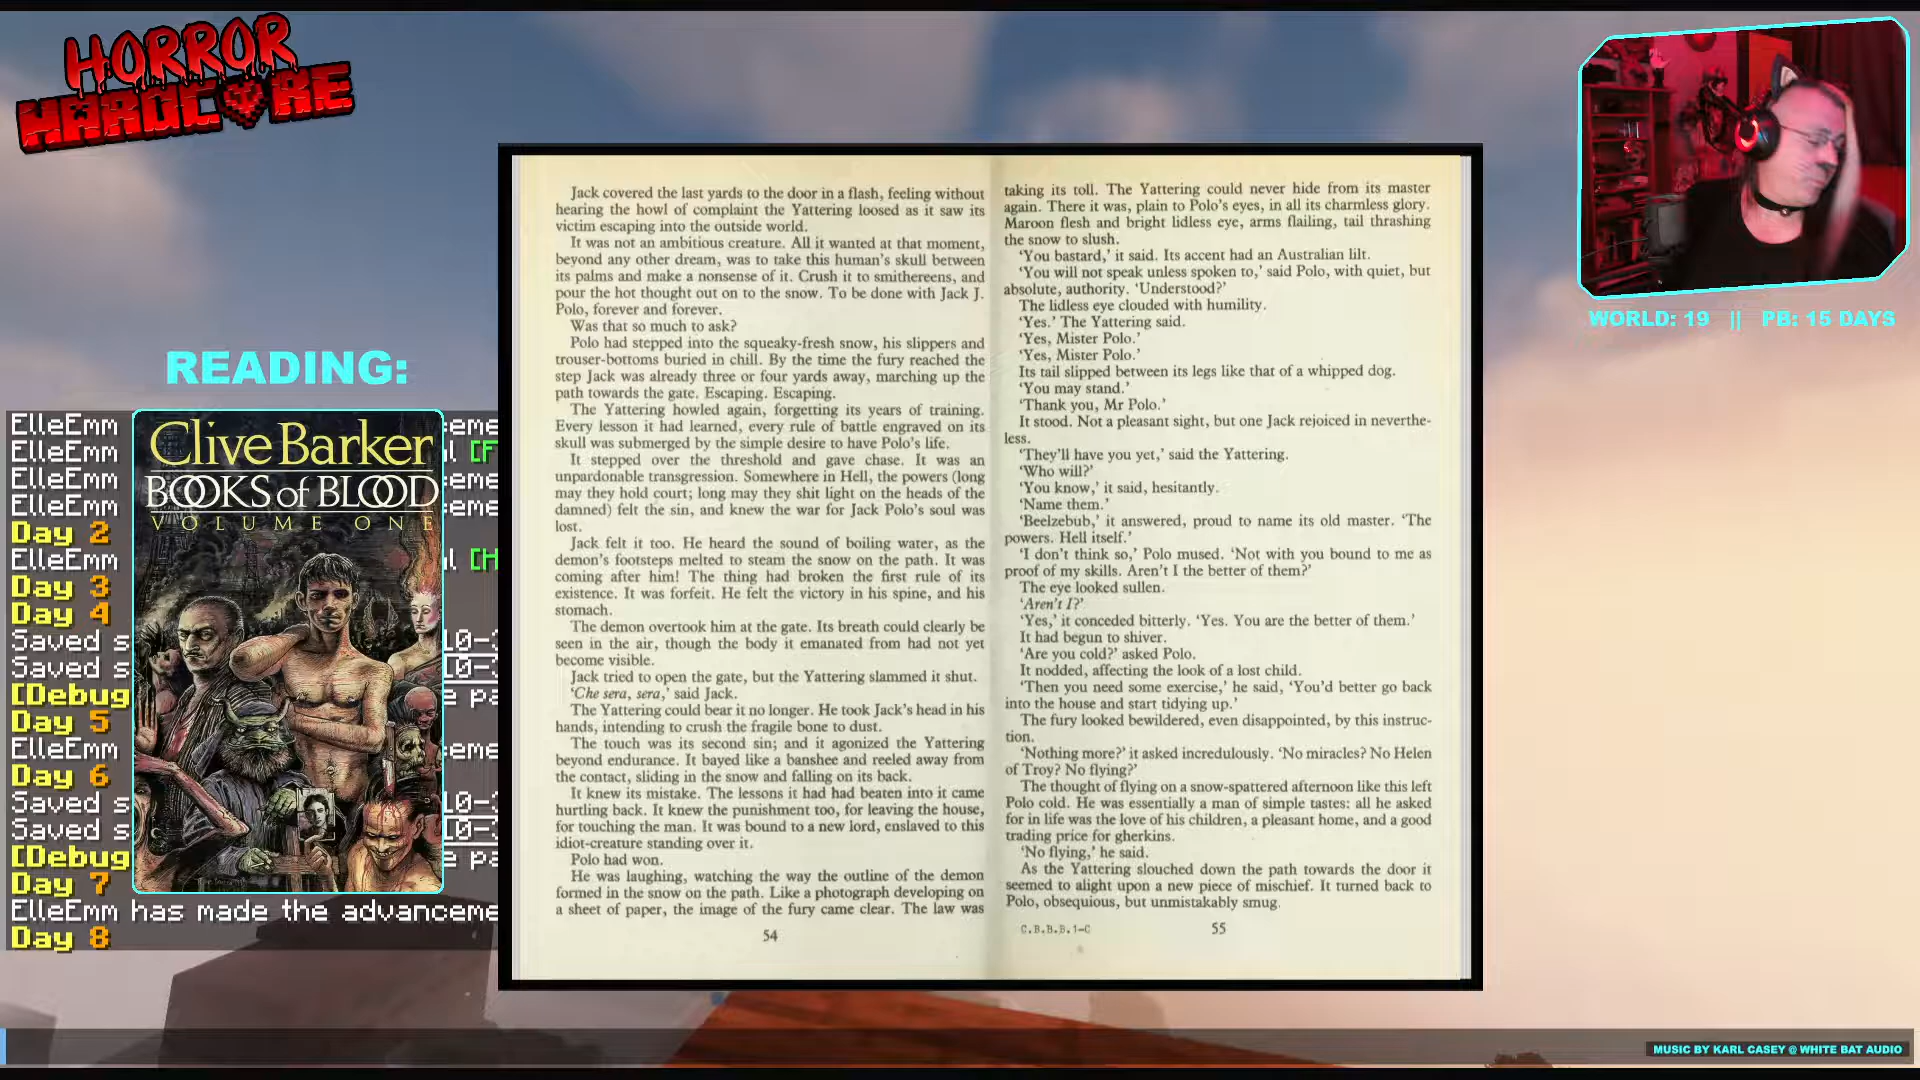 HORROR
HARDCORE
WORLD: 19 || PB: 15 DAYS
READING:
ElleEmm
ElleEmm
ElleEmm
ElleEmm
Day 2
ElleEmm
Day 3
Day 4
Saved s
Saved s
[Debug
Day 5
ElleEmm
Day 6
Saved s
Saved s
[Debug
Day 7
ElleEmm has made the advanceme
Day 8
Clive Barker
BOOKS of BLOOD
VOLUME ONE
Jack covered the last yards to the door in a flash, feeling without
hearing the howl of complaint the Yattering loosed as it saw its
victim escaping into the outside world.
It was not an ambitious creature. All it wanted at that moment,
beyond any other dream, was to take this human's skull between
its palms and make a nonsense of it. Crush it to smithereens, and
pour the hot thought out on to the snow. To be done with Jack J.
Polo, forever and forever.
Was that so much to ask?
Polo had stepped into the squeaky-fresh snow, his slippers and
trouser-bottoms buried in chill. By the time the fury reached the
step Jack was already three or four yards away, marching up the
path towards the gate. Escaping. Escaping.
The Yattering howled again, forgetting its years of training.
Every lesson it had learned, every rule of battle engraved on its
skull was submerged by the simple desire to have Polo's life.
It stepped over the threshold and gave chase. It was an
unpardonable transgression. Somewhere in Hell, the powers (long
may they hold court; long may they shit light on the heads of the
damned) felt the sin, and knew the war for Jack Polo's soul was
lost.
Jack felt it too. He heard the sound of boiling water, as the
demon's footsteps melted to steam the snow on the path. It was
coming after him! The thing had broken the first rule of its
existence. It was forfeit. He felt the victory in his spine, and his
stomach.
The demon overtook him at the gate. Its breath could clearly be
seen in the air, though the body it emanated from had not yet
become visible.
Jack tried to open the gate, but the Yattering slammed it shut.
'Che sera, sera,' said Jack.
The Yattering could bear it no longer. He took Jack's head in his
hands, intending to crush the fragile bone to dust.
The touch was its second sin; and it agonized the Yattering
beyond endurance. It bayed like a banshee and reeled away from
the contact, sliding in the snow and falling on its back.
It knew its mistake. The lessons it had had beaten into it came
hurtling back. It knew the punishment too, for leaving the house,
for touching the man. It was bound to a new lord, enslaved to this
idiot-creature standing over it.
Polo had won.
He was laughing, watching the way the outline of the demon
formed in the snow on the path. Like a photograph developing on
a sheet of paper, the image of the fury came clear. The law was
54
taking its toll. The Yattering could never hide from its master
again. There it was, plain to Polo's eyes, in all its charmless glory.
Maroon flesh and bright lidless eye, arms flailing, tail thrashing
the snow to slush.
'You bastard,' it said. Its accent had an Australian lilt.
'You will not speak unless spoken to,' said Polo, with quiet, but
absolute, authority. 'Understood?'
The lidless eye clouded with humility.
'Yes.' The Yattering said.
'Yes, Mister Polo.'
'Yes, Mister Polo.'
Its tail slipped between its legs like that of a whipped dog.
'You may stand.'
'Thank you, Mr Polo.'
It stood. Not a pleasant sight, but one Jack rejoiced in neverthe-
less.
'They'll have you yet,' said the Yattering.
'Who will?'
'You know,' it said, hesitantly.
'Name them.'
'Beelzebub,' it answered, proud to name its old master. 'The
powers. Hell itself.'
'I don't think so,' Polo mused. 'Not with you bound to me as
proof of my skills. Aren't I the better of them?'
The eye looked sullen.
'Aren't I?'
'Yes,' it conceded bitterly. 'Yes. You are the better of them.'
It had begun to shiver.
'Are you cold?' asked Polo.
It nodded, affecting the look of a lost child.
'Then you need some exercise,' he said, 'You'd better go back
into the house and start tidying up.'
The fury looked bewildered, even disappointed, by this instruc-
tion.
'Nothing more?' it asked incredulously. 'No miracles? No Helen
of Troy? No flying?'
The thought of flying on a snow-spattered afternoon like this left
Polo cold. He was essentially a man of simple tastes: all he asked
for in life was the love of his children, a pleasant home, and a good
trading price for gherkins.
'No flying,' he said.
As the Yattering slouched down the path towards the door it
seemed to alight upon a new piece of mischief. It turned back to
Polo, obsequious, but unmistakably smug.
C.B.B.B.1-C
55
MUSIC BY KARL CASEY @ WHITE BAT AUDIO